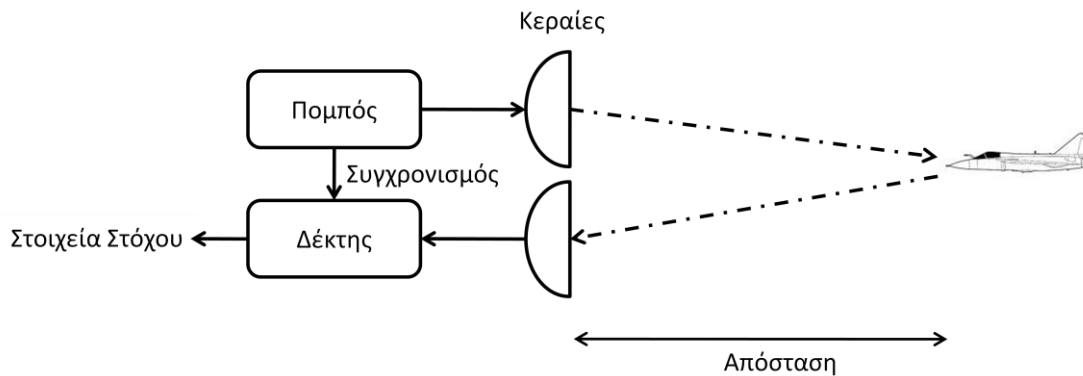 Κεραίες
Πομπός
Συγχρονισμός
Στοιχεία Στόχου
Δέκτης
Απόσταση